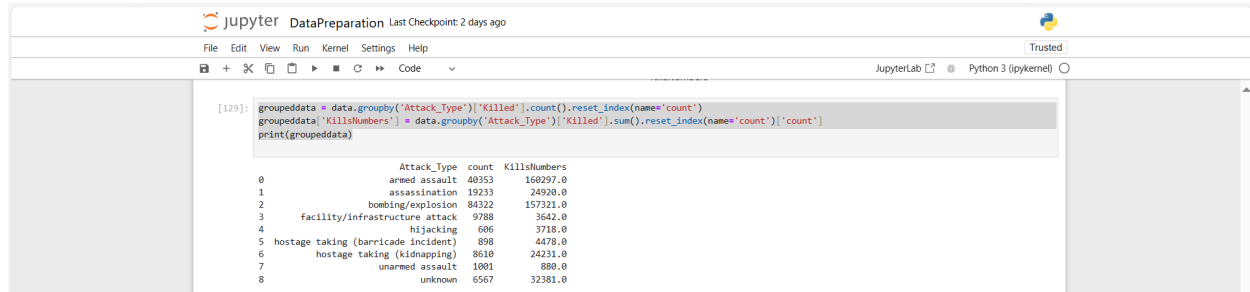 Jupyter DataPreparation Last Checkpoint: 2 days ago
File Edit View Run Kernel Settings Help Trusted
Code JupyterLab Python 3 (ipykernel)
[129]: groupeddata = data.groupby('Attack_Type')['Killed'].count().reset_index(name='count')
groupeddata['KillsNumbers'] = data.groupby('Attack_Type')['Killed'].sum().reset_index(name='count')['count']
print(groupeddata)
Attack_Type count KillsNumbers
0 armed assault 40353 160297.0
1 assassination 19233 24920.0
2 bombing/explosion 84322 157321.0
3 facility/infrastructure attack 9788 3642.0
4 hijacking 606 3718.0
5 hostage taking (barricade incident) 898 4478.0
6 hostage taking (kidnapping) 8610 24231.0
7 unarmed assault 1001 880.0
8 unknown 6567 32381.0